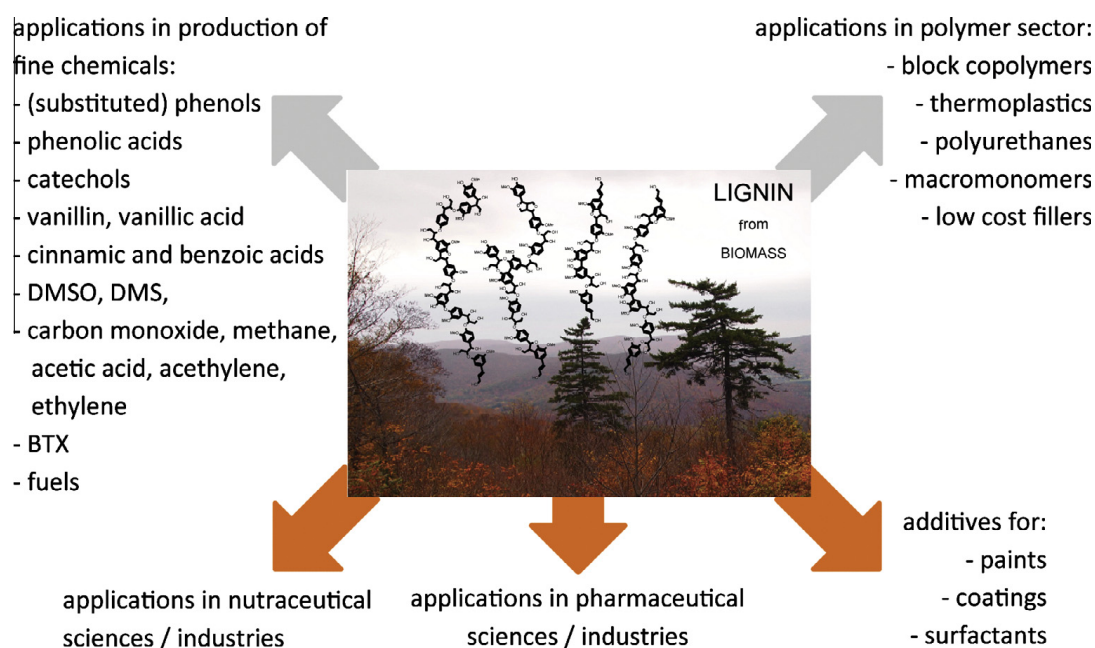 applications in production of
fine chemicals:
- (substituted) phenols
- phenolic acids
- catechols
- vanillin, vanillic acid
- cinnamic and benzoic acids
- DMSO, DMS,
- carbon monoxide, methane,
acetic acid, acethylene,
ethylene
- BTX
- fuels
applications in polymer sector:
- block copolymers
- thermoplastics
- polyurethanes
- macromonomers
- low cost fillers
LIGNIN
from
BIOMASS
applications in nutraceutical
sciences / industries
applications in pharmaceutical
sciences / industries
additives for:
- paints
- coatings
- surfactants